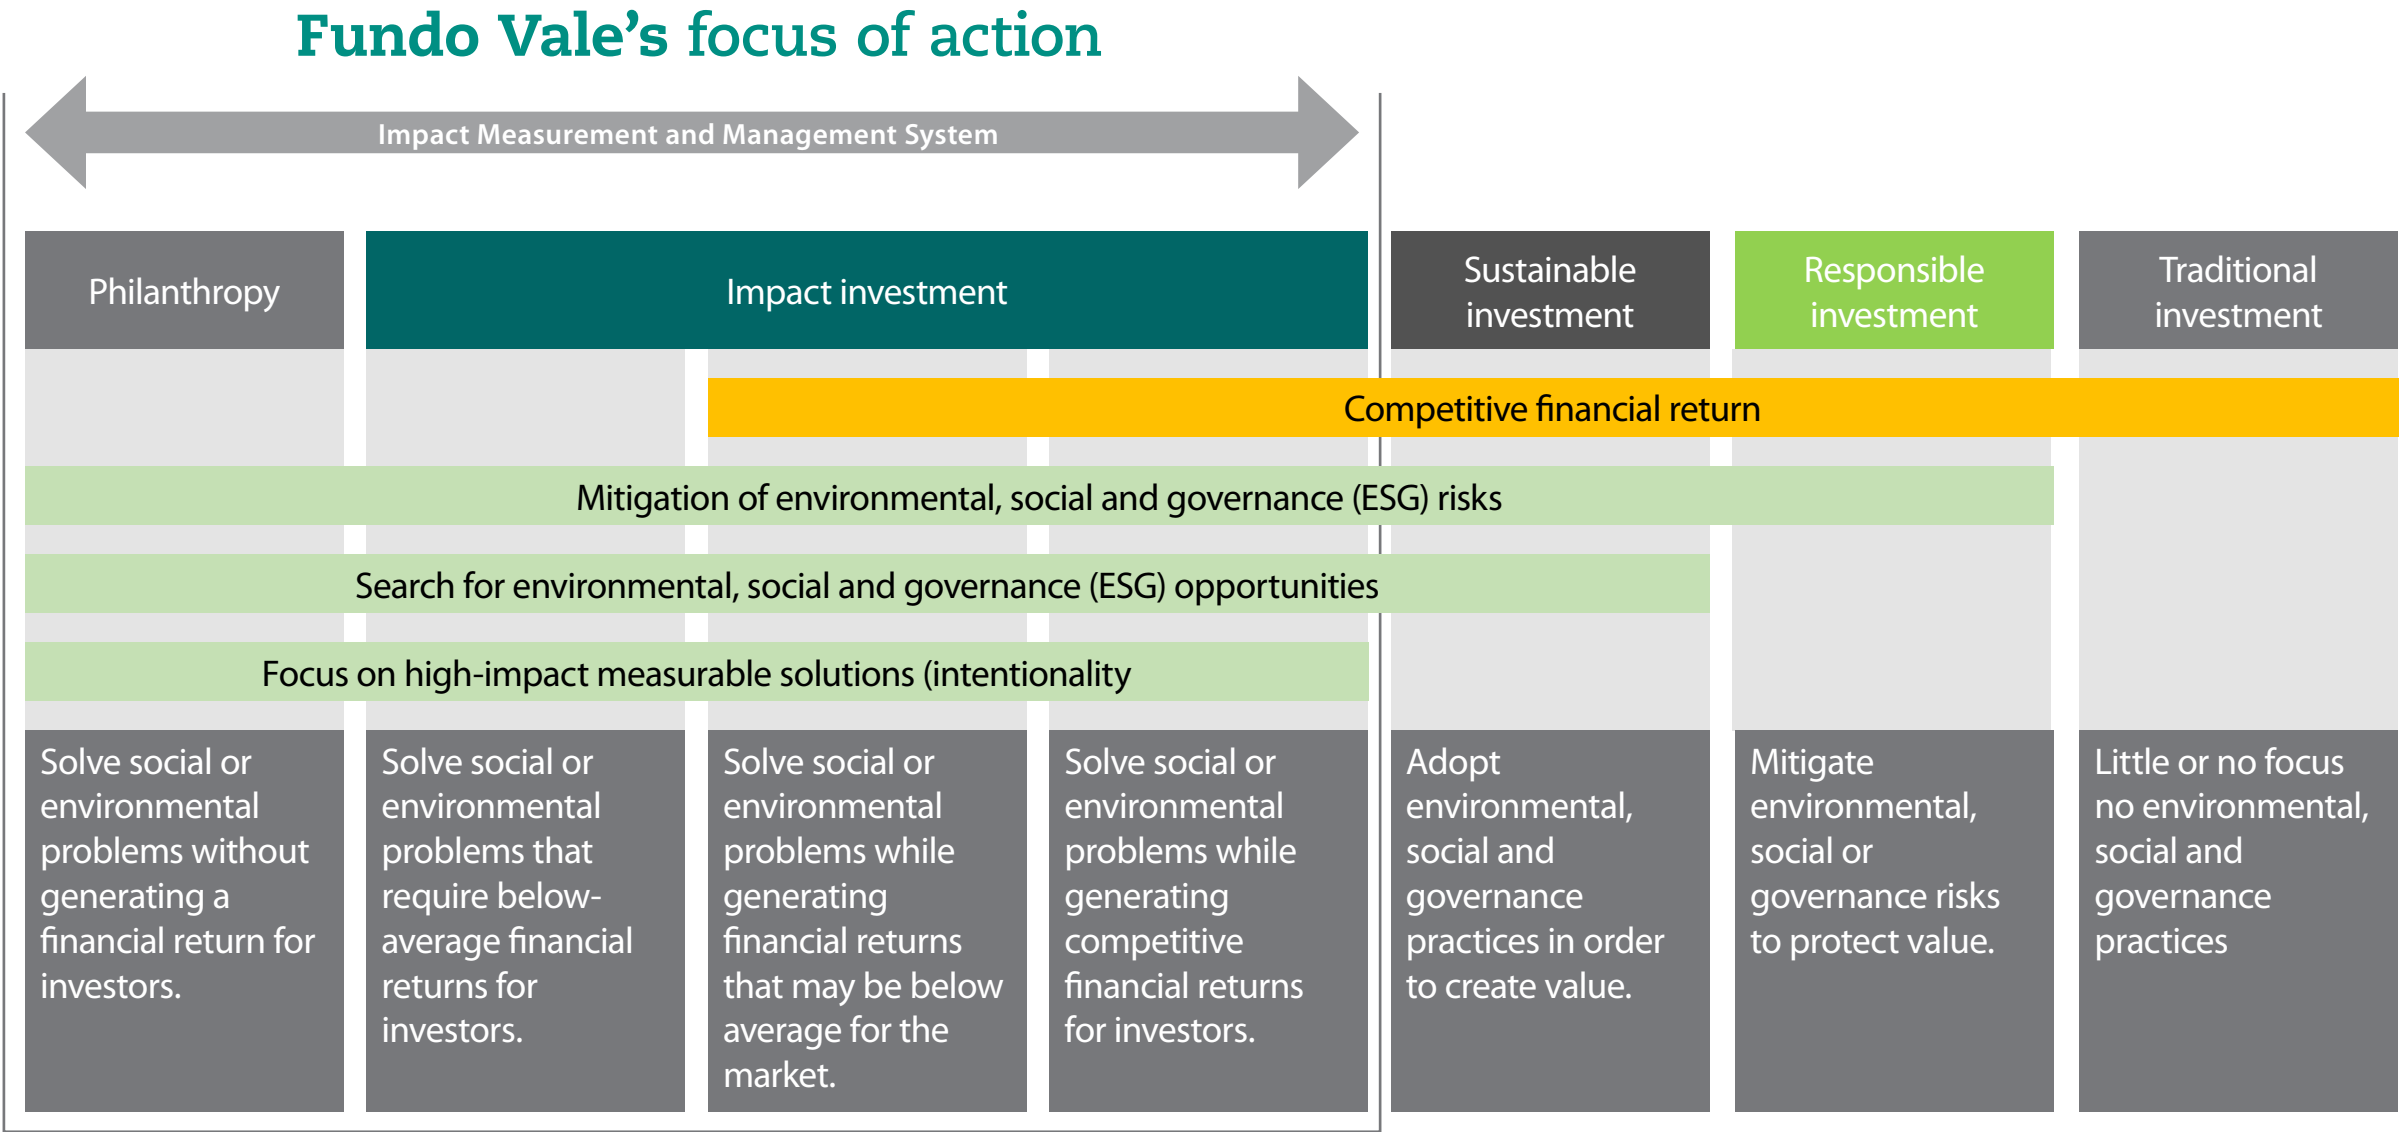 Fundo Vale's focus of action
Impact Measurement and Management System
Philanthropy
Impact investment
Sustainable
investment
Responsible
investment
Traditional
investment
Competitive financial return
Mitigation of environmental, social and governance (ESG) risks
Search for environmental, social and governance (ESG) opportunities
Focus on high-impact measurable solutions (intentionality
Solve social or
environmental
problems without
generating a
financial return for
investors.
Solve social or
environmental
problems that
require below-
average financial
returns for
investors.
Solve social or
environmental
problems while
generating
financial returns
that may be below
average for the
market.
Solve social or
environmental
problems while
generating
competitive
financial returns
for investors.
Adopt
environmental,
social and
governance
practices in order
to create value.
Mitigate
environmental,
social or
governance risks
to protect value.
Little or no focus
no environmental,
social and
governance
practices